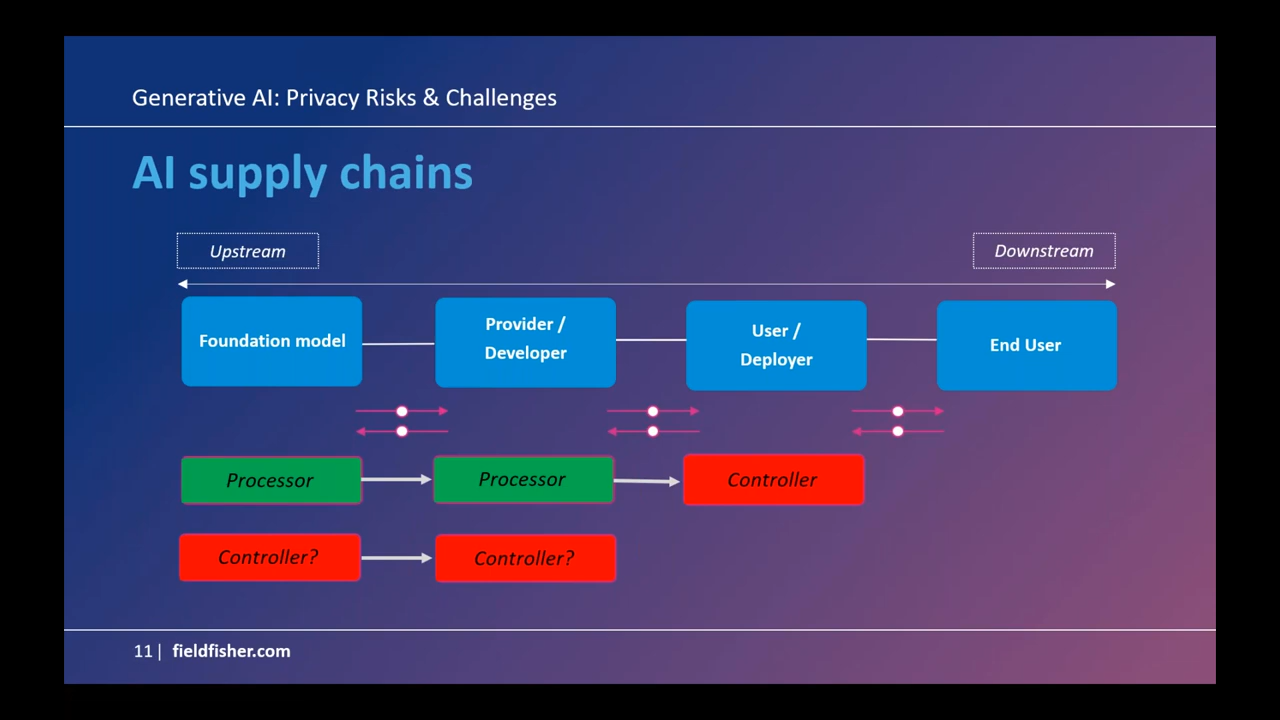 Generative AI: Privacy Risks & Challenges
AI supply chains
Upstream
Downstream
Foundation model
Provider /
Developer
User /
Deployer
End User
Processor
Processor
Controller
Controller?
Controller?
11| fieldfisher.com